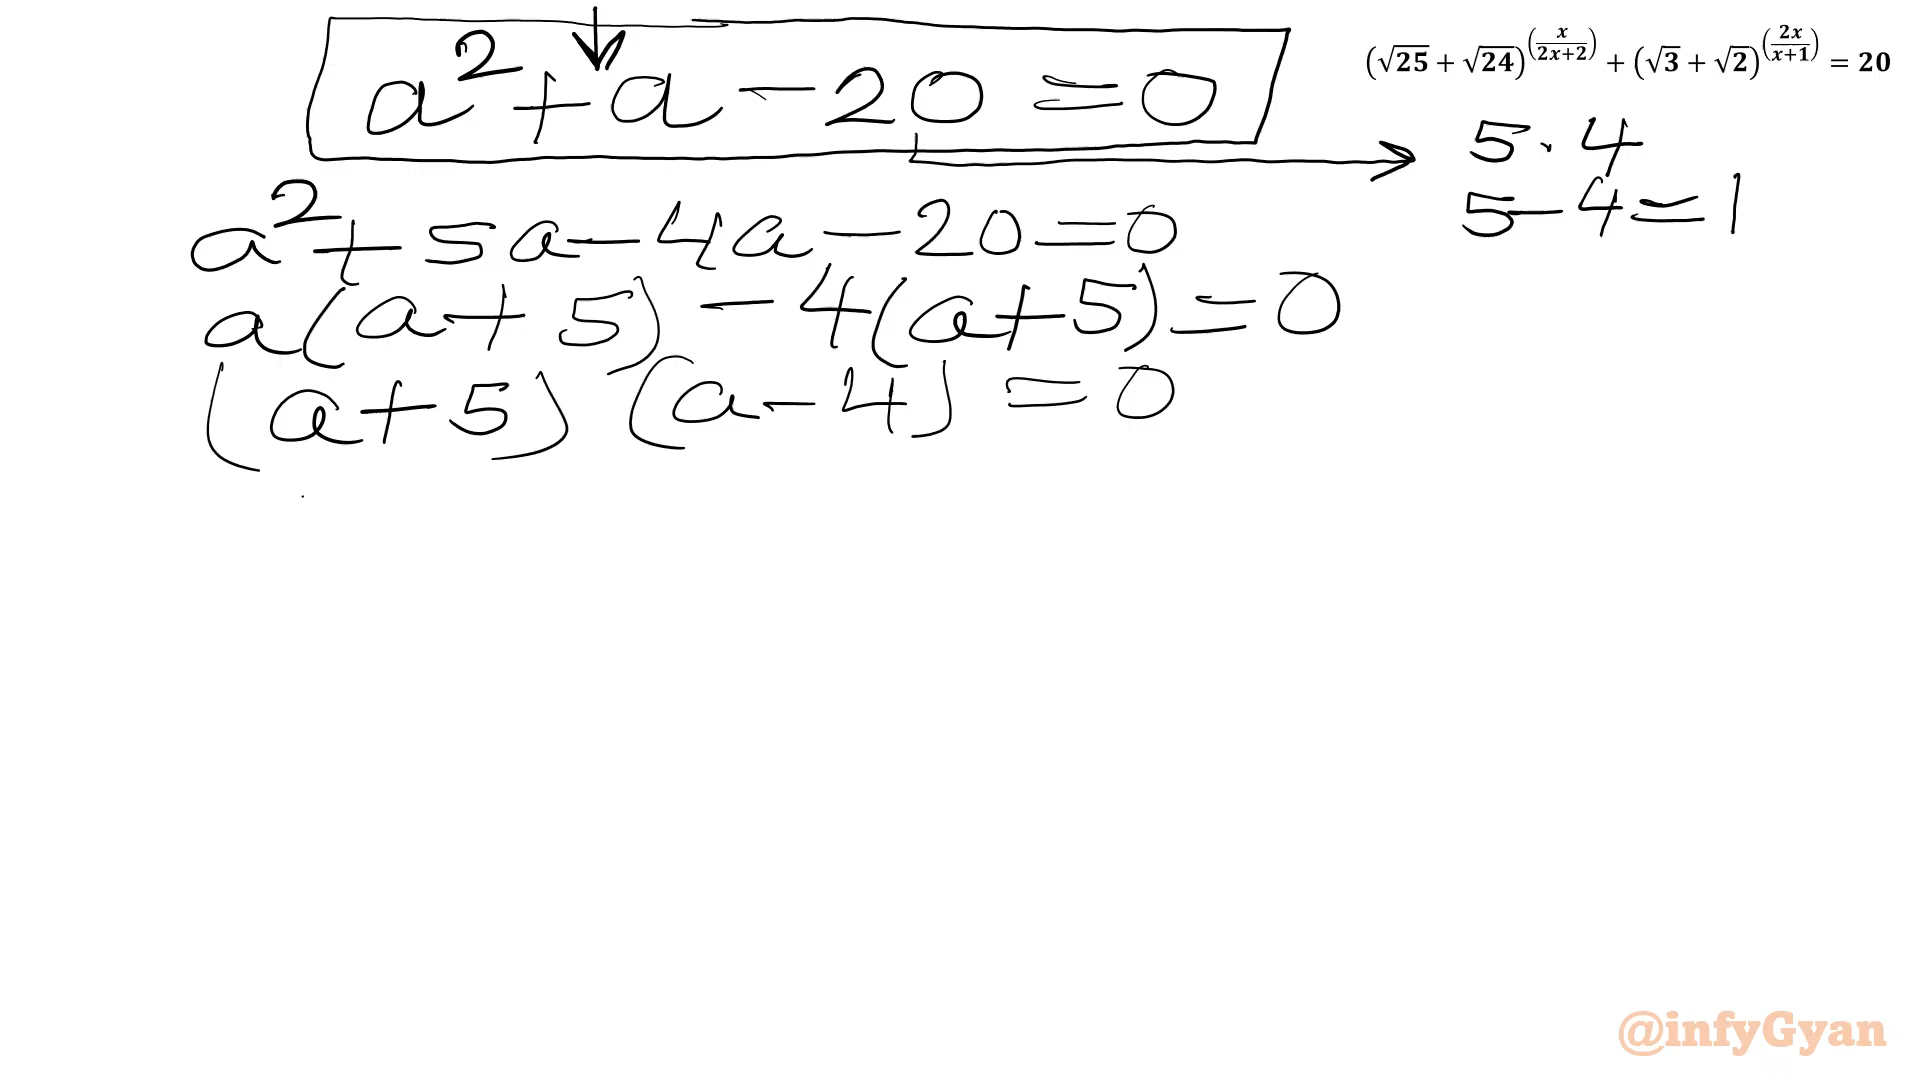 a² + a - 20 = 0
(√25 + √24)^(x/(2x+2)) + (√3 + √2)^(2x/(x+1)) = 20
5 · 4
5 - 4 = 1
a² + 5a - 4a - 20 = 0
a(a + 5) - 4(a + 5) = 0
(a + 5) (a - 4) = 0
@infyGyan